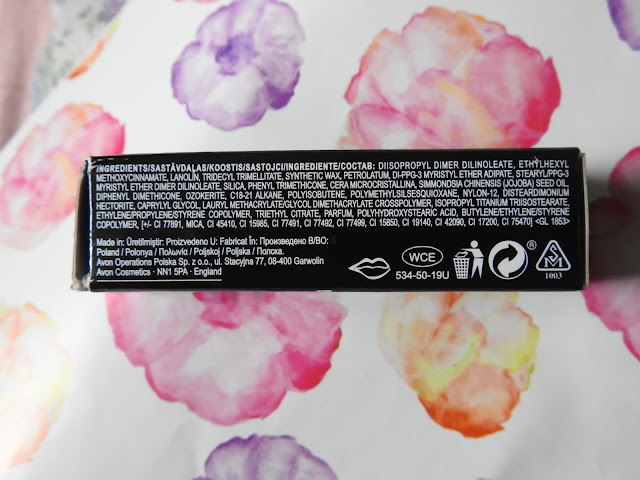 INGREDIENTS/SASTĀVDAĻAS/KOOSTIS/SASTOJCI/INGREDIENTE/СОСТАВ: DIISOPROPYL DIMER DILINOLEATE, ETHYLHEXYL
METHOXYCINNAMATE, LANOLIN, TRIDECYL TRIMELLITATE, SYNTHETIC WAX, PETROLATUM, DI-PPG-3 MYRISTYL ETHER ADIPATE, STEARYL/PPG-3
MYRISTYL ETHER DIMER DILINOLEATE, SILICA, PHENYL TRIMETHICONE, CERA MICROCRISTALLINA, SIMMONDSIA CHINENSIS (JOJOBA) SEED OIL,
DIPHENYL DIMETHICONE, OZOKERITE, C18-21 ALKANE, POLYISOBUTENE, POLYMETHYLSILSESQUIOXANE, NYLON-12, DISTEARDIMONIUM
HECTORITE, CAPRYLYL GLYCOL, LAURYL METHACRYLATE/GLYCOL DIMETHACRYLATE CROSSPOLYMER, ISOPROPYL TITANIUM TRIISOSTEARATE,
ETHYLENE/PROPYLENE/STYRENE COPOLYMER, TRIETHYL CITRATE, PARFUM, POLYHYDROXYSTEARIC ACID, BUTYLENE/ETHYLENE/STYRENE
COPOLYMER, [+/- CI 77891, MICA, CI 45410, CI 15985, CI 77491, CI 77492, CI 77499, CI 15850, CI 19140, CI 42090, CI 17200, CI 75470] <GL 1853>
Made in: Üretilmiştir: Proizvedeno U: Fabricat În: Произведено В/ВО:
Poland / Polonya / Πολωνία / Poljskoj / Poljska / Полска.
Avon Operations Polska Sp. z o.o., ul. Stacyjna 77, 08-400 Garwolin
Avon Cosmetics · NN1 5PA · England
WCE
534-50-19U
1003